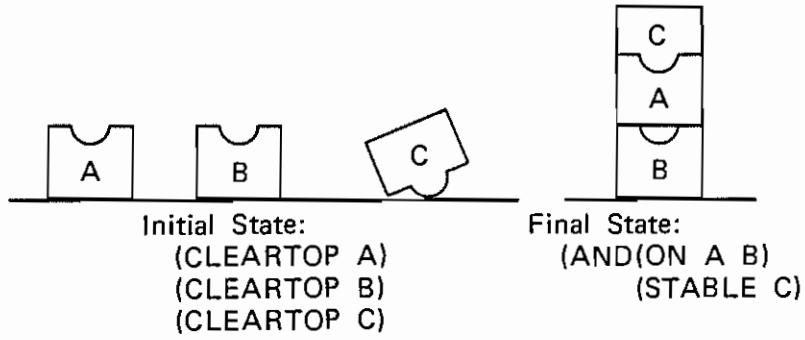 C
A
B
A
B
C
Initial State:
(CLEARTOP A)
(CLEARTOP B)
(CLEARTOP C)
Final State:
(AND(ON A B)
(STABLE C)